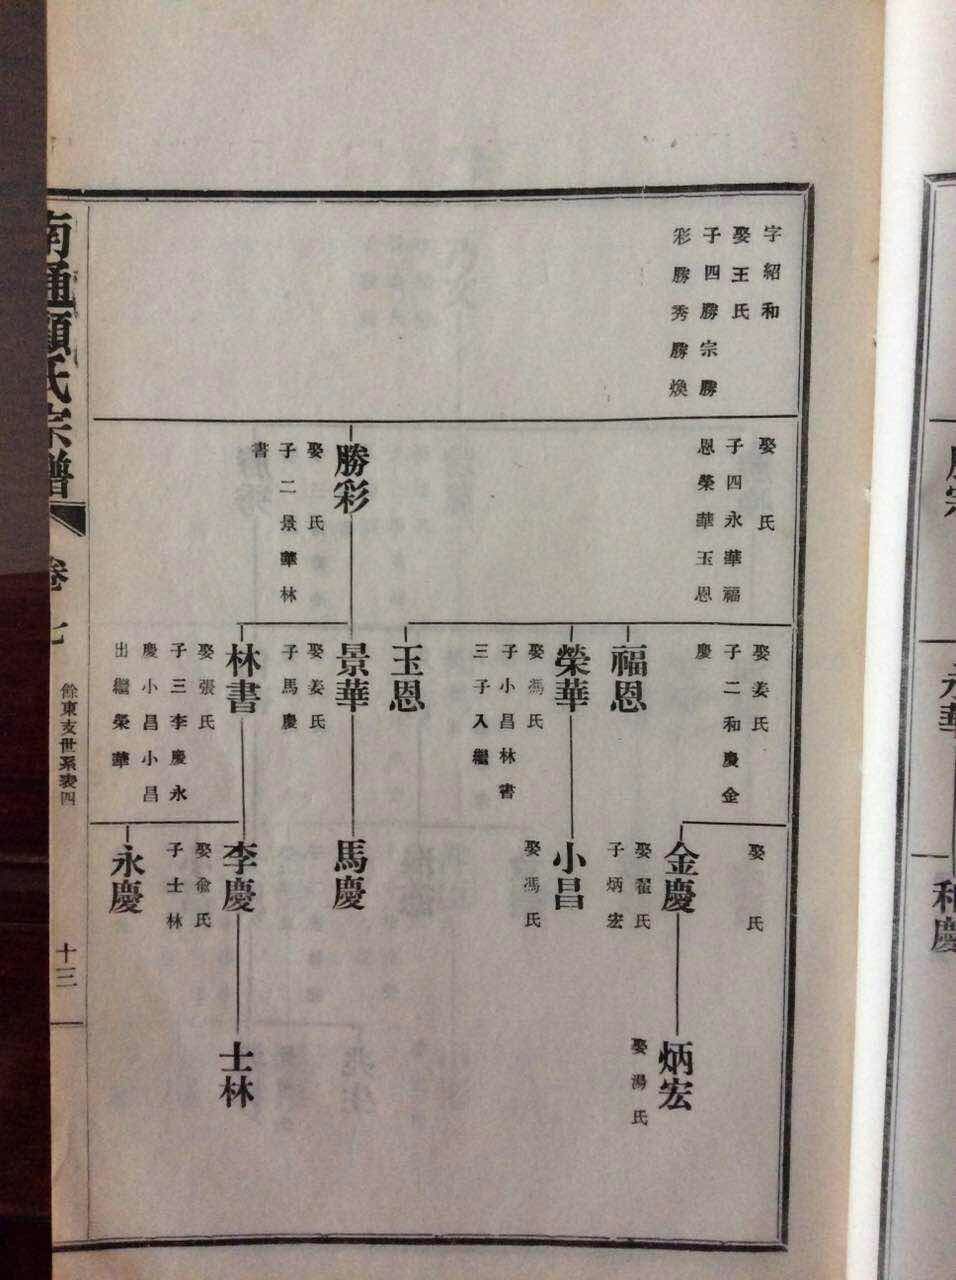 字紹和
娶王氏
子四勝宗勝
彩勝秀勝煥
娶 氏
子四永華福
恩榮華玉恩
勝彩
娶 氏
子二景華林
書
娶姜氏
子二和慶金
慶
福恩
榮華
娶馮氏
子小昌林書
三子入繼
玉恩
景華
娶姜氏
子馬慶
林書
娶張氏
子三李慶永
慶小昌小昌
出繼榮華
娶 氏
金慶
娶翟氏
子炳宏
小昌
娶馮氏
馬慶
李慶
娶俞氏
子士林
永慶
炳宏
娶湯氏
士林
南通顧氏宗譜
卷七
餘東支世系表四
十三
永華
和慶